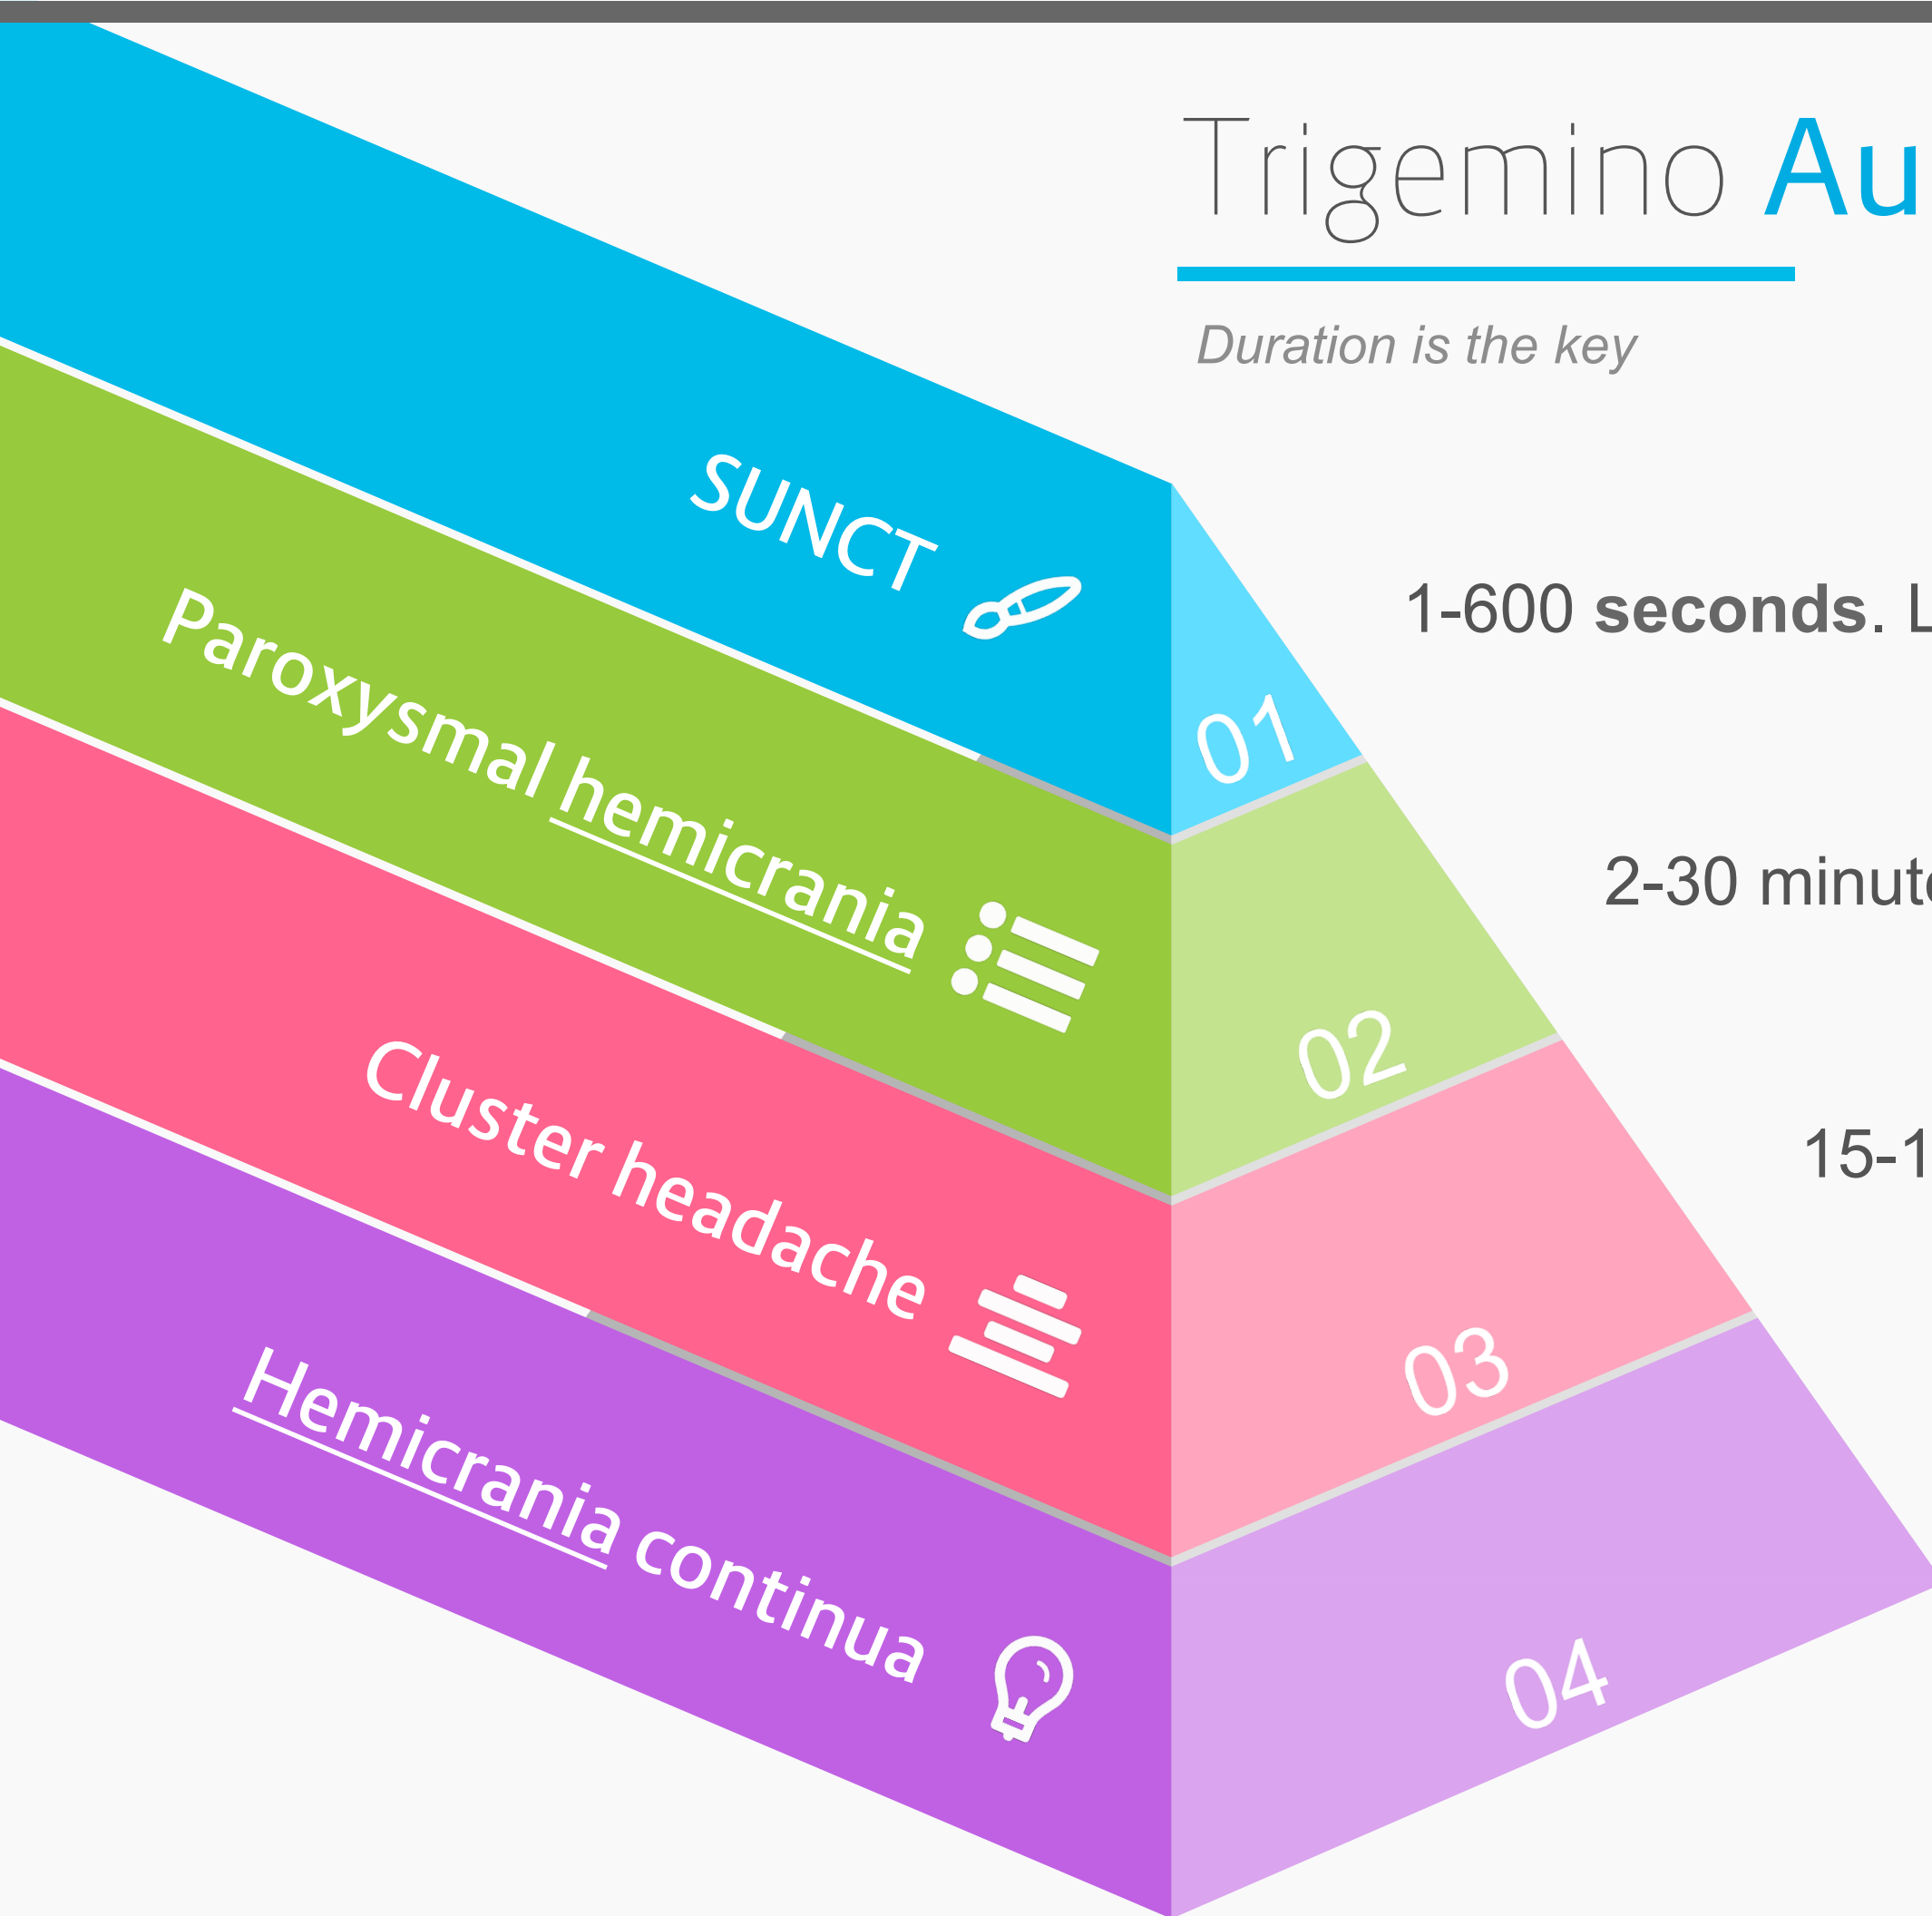 Trigemino Au
Duration is the key
SUNCT
01
1-600 seconds. L
Paroxysmal hemicrania
02
2-30 minut
Cluster headache
03
15-1
Hemicrania continua
04